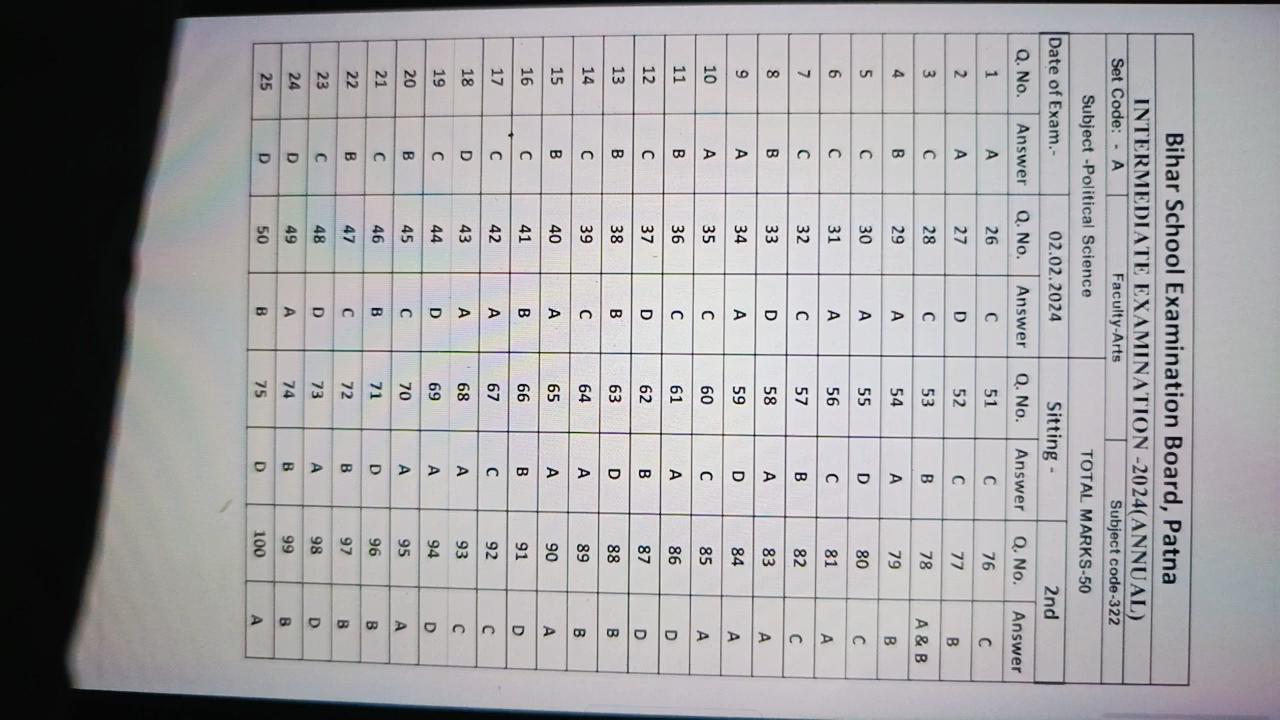 Bihar School Examination Board, Patna
INTERMEDIATE EXAMINATION -2024(ANNUAL)
Set Code: - A Faculty-Arts Subject code-322
Subject -Political Science TOTAL MARKS-50
Date of Exam.- 02.02.2024 Sitting - 2nd
Q. No. Answer Q. No. Answer Q. No. Answer Q. No. Answer
1 A 26 C 51 C 76 C
2 A 27 D 52 C 77 B
3 C 28 C 53 B 78 A & B
4 B 29 A 54 A 79 B
5 C 30 A 55 D 80 C
6 C 31 A 56 C 81 A
7 C 32 C 57 B 82 C
8 B 33 D 58 A 83 A
9 A 34 A 59 D 84 A
10 A 35 C 60 C 85 A
11 B 36 C 61 A 86 D
12 C 37 D 62 B 87 D
13 B 38 B 63 D 88 B
14 C 39 C 64 A 89 B
15 B 40 A 65 A 90 A
16 C 41 B 66 B 91 D
17 C 42 A 67 C 92 C
18 D 43 A 68 A 93 C
19 C 44 D 69 A 94 D
20 B 45 C 70 A 95 A
21 C 46 B 71 D 96 B
22 B 47 C 72 B 97 B
23 C 48 D 73 A 98 D
24 D 49 A 74 B 99 B
25 D 50 B 75 D 100 A